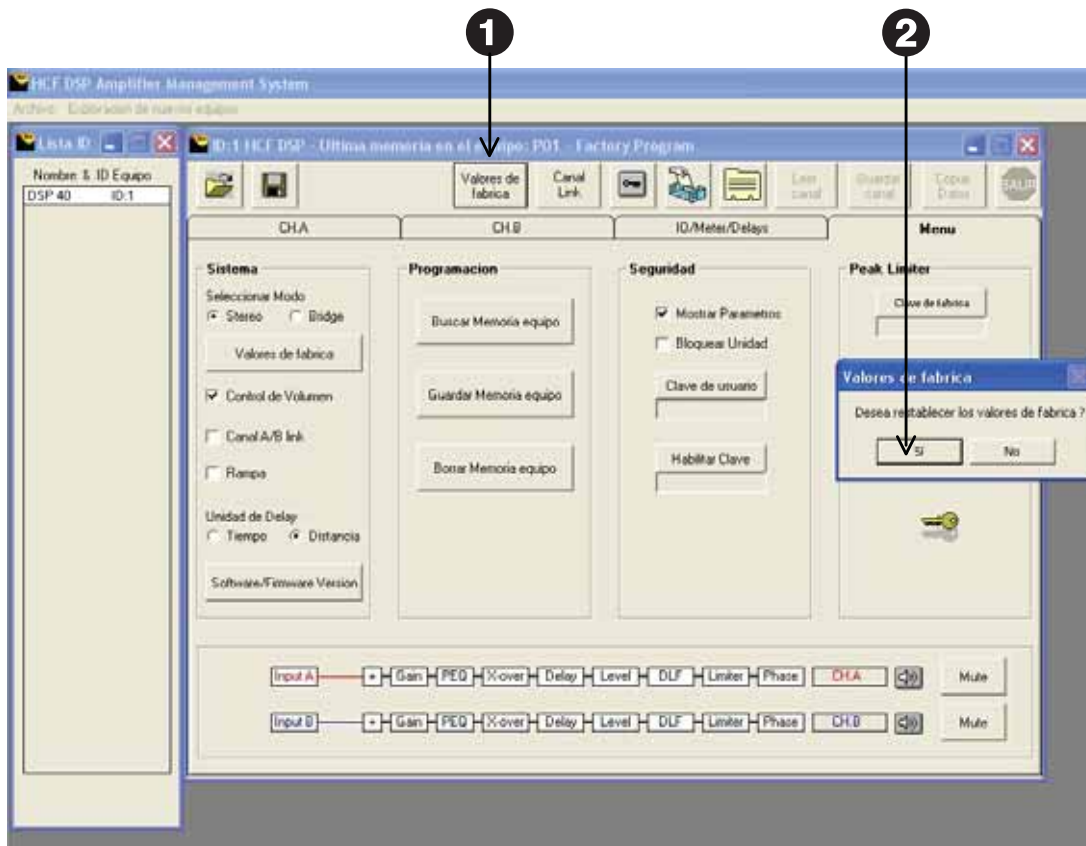 1 2
HCF DSP Amplifier Management System
Archivo Exploracion de nuevos equipos
Lista ID
Nombre & ID Equipo
DSP 40 ID:1
ID:1 HCF DSP - Ultima memoria en el equipo: P01 - Factory Program
Valores de fabrica
Canal Link
Leer canal
Guardar canal
Copiar Datos
SALIR
CH.A CH.B IO/Meter/Delays Menu
Sistema
Seleccionar Modo
Stereo Bridge
Valores de fabrica
Control de Volumen
Canal A/B link
Rampa
Unidad de Delay
Tiempo Distancia
Software/Firmware Version
Programacion
Buscar Memoria equipo
Guardar Memoria equipo
Borrar Memoria equipo
Seguridad
Mostrar Parametros
Bloquear Unidad
Clave de usuario
Habilitar Clave
Peak Limiter
Clave de fabrica
Valores de fabrica
Desea restablecer los valores de fabrica ?
Si No
Input A + Gain PEQ X-over Delay Level DLF Limiter Phase CH.A Mute
Input B + Gain PEQ X-over Delay Level DLF Limiter Phase CH.B Mute